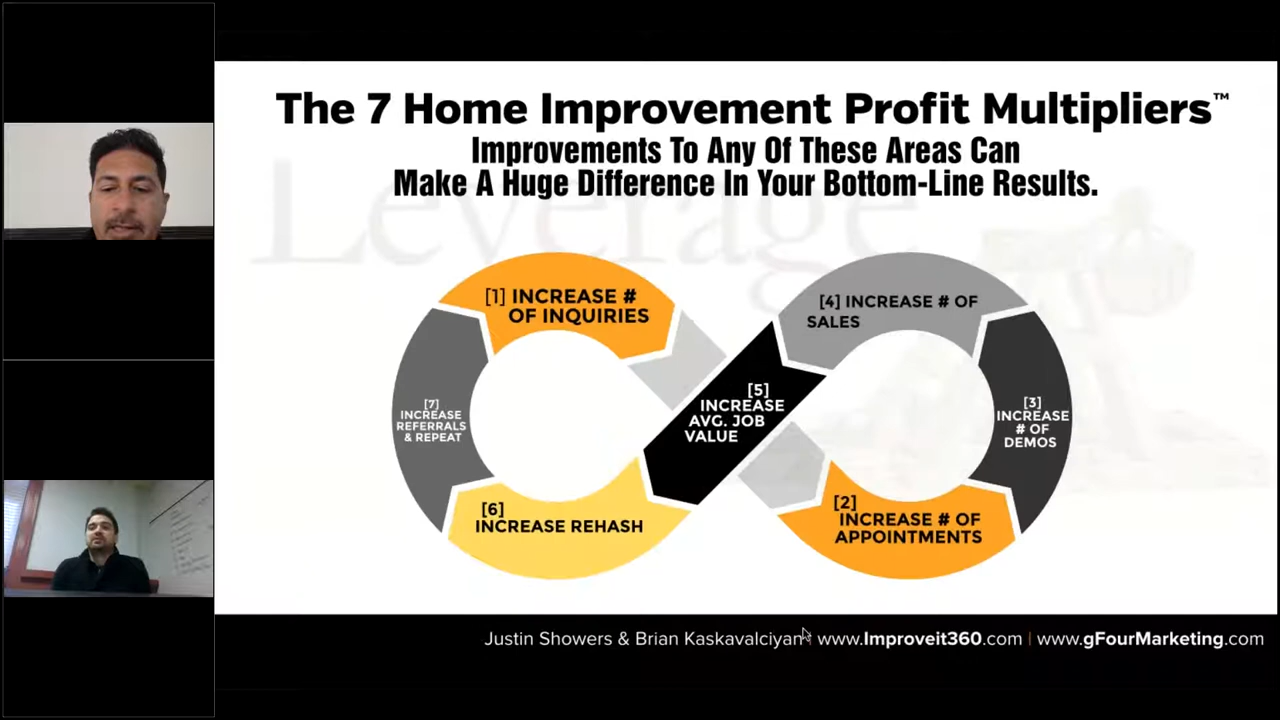 The 7 Home Improvement Profit Multipliers™
Improvements To Any Of These Areas Can
Make A Huge Difference In Your Bottom-Line Results.
Leverage
[1] INCREASE #
OF INQUIRIES
[4] INCREASE # OF
SALES
[5]
INCREASE
AVG. JOB
VALUE
[7]
INCREASE
REFERRALS
& REPEAT
[3]
INCREASE
# OF
DEMOS
[6]
INCREASE REHASH
[2]
INCREASE # OF
APPOINTMENTS
Justin Showers & Brian Kaskavalciyan | www.Improveit360.com | www.gFourMarketing.com